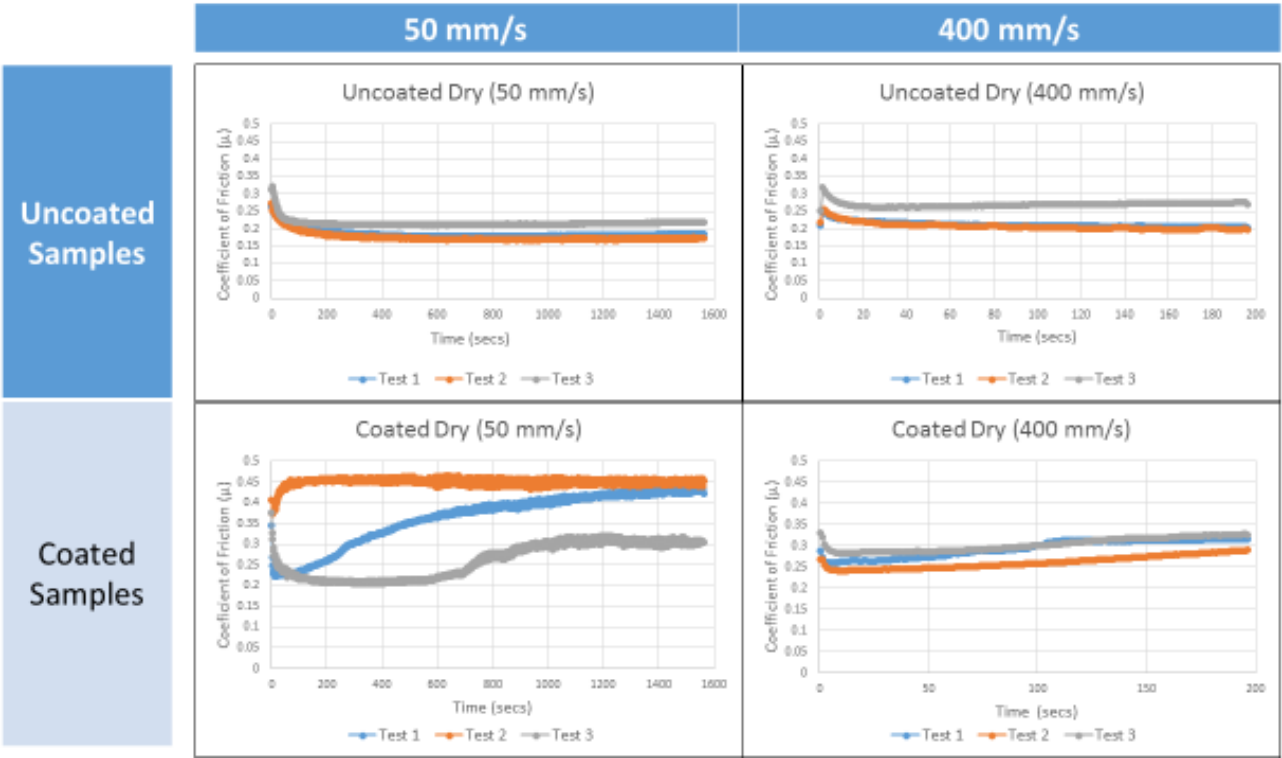 50 mm/s
400 mm/s
Uncoated
Samples
Uncoated Dry (50 mm/s)
Coefficient of Friction (μ)
0.5
0.45
0.4
0.35
0.3
0.25
0.2
0.15
0.1
0.05
0
0 200 400 600 800 1000 1200 1400 1600
Time (secs)
Test 1 Test 2 Test 3
Uncoated Dry (400 mm/s)
Coefficient of Friction (μ)
0.5
0.45
0.4
0.35
0.3
0.25
0.2
0.15
0.1
0.05
0
0 20 40 60 80 100 120 140 160 180 200
Time (secs)
Test 1 Test 2 Test 3
Coated
Samples
Coated Dry (50 mm/s)
Coefficient of Friction (μ)
0.5
0.45
0.4
0.35
0.3
0.25
0.2
0.15
0.1
0.05
0
0 200 400 600 800 1000 1200 1400 1600
Time (secs)
Test 1 Test 2 Test 3
Coated Dry (400 mm/s)
Coefficient of Friction (μ)
0.5
0.45
0.4
0.35
0.3
0.25
0.2
0.15
0.1
0.05
0
0 50 100 150 200
Time (secs)
Test 1 Test 2 Test 3